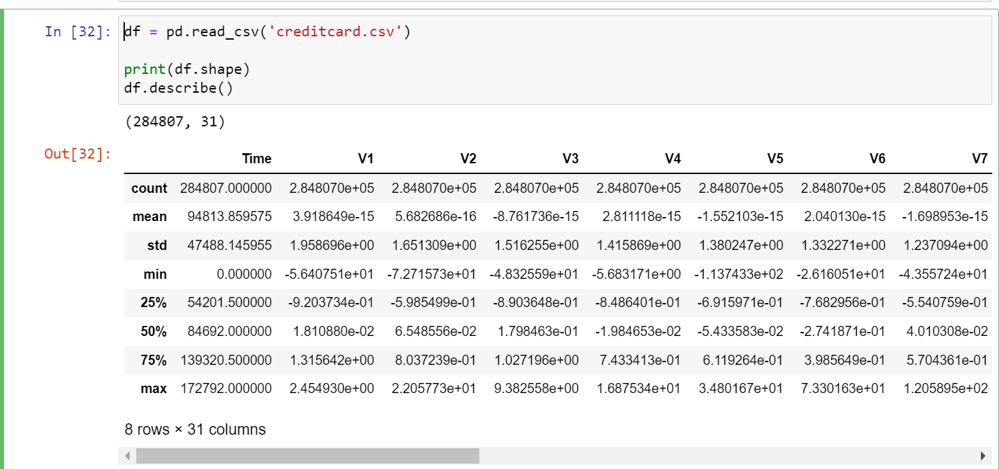 In [32]: df = pd.read_csv('creditcard.csv')
print(df.shape)
df.describe()
(284807, 31)
Out[32]:
Time V1 V2 V3 V4 V5 V6 V7
count 284807.000000 2.848070e+05 2.848070e+05 2.848070e+05 2.848070e+05 2.848070e+05 2.848070e+05 2.848070e+05
mean 94813.859575 3.918649e-15 5.682686e-16 -8.761736e-15 2.811118e-15 -1.552103e-15 2.040130e-15 -1.698953e-15
std 47488.145955 1.958696e+00 1.651309e+00 1.516255e+00 1.415869e+00 1.380247e+00 1.332271e+00 1.237094e+00
min 0.000000 -5.640751e+01 -7.271573e+01 -4.832559e+01 -5.683171e+00 -1.137433e+02 -2.616051e+01 -4.355724e+01
25% 54201.500000 -9.203734e-01 -5.985499e-01 -8.903648e-01 -8.486401e-01 -6.915971e-01 -7.682956e-01 -5.540759e-01
50% 84692.000000 1.810880e-02 6.548556e-02 1.798463e-01 -1.984653e-02 -5.433583e-02 -2.741871e-01 4.010308e-02
75% 139320.500000 1.315642e+00 8.037239e-01 1.027196e+00 7.433413e-01 6.119264e-01 3.985649e-01 5.704361e-01
max 172792.000000 2.454930e+00 2.205773e+01 9.382558e+00 1.687534e+01 3.480167e+01 7.330163e+01 1.205895e+02
8 rows × 31 columns